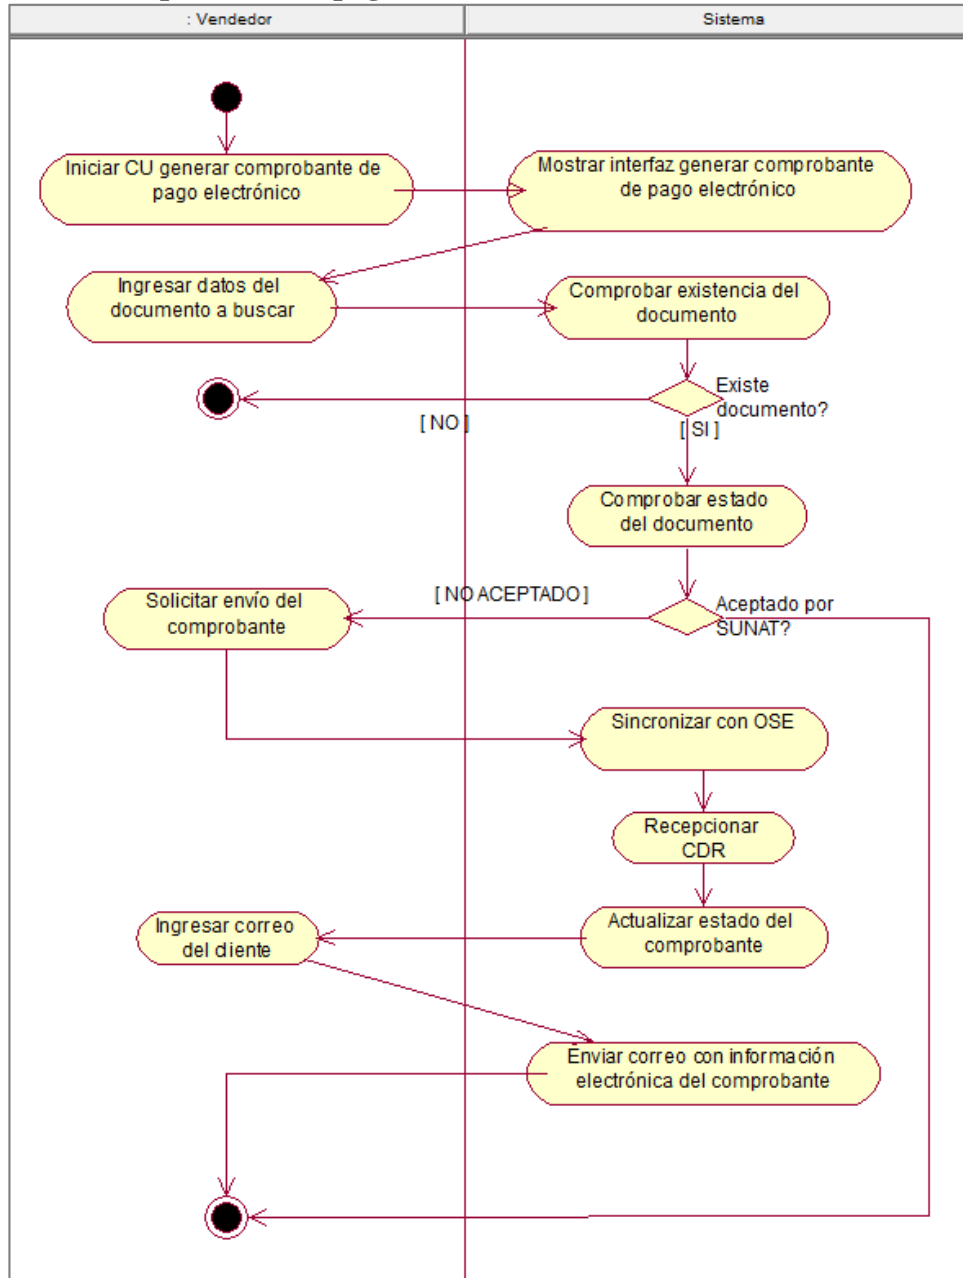 : Vendedor
Sistema
Iniciar CU generar comprobante de
pago electrónico
Mostrar interfaz generar comprobante
de pago electrónico
Ingresar datos del
documento a buscar
Comprobar existencia del
documento
Existe
documento?
[ NO ]
[ SI ]
Comprobar estado
del documento
[ NO ACEPTADO ]
Aceptado por
SUNAT?
Solicitar envío del
comprobante
Sincronizar con OSE
Recepcionar
CDR
Ingresar correo
del cliente
Actualizar estado del
comprobante
Enviar correo con información
electrónica del comprobante